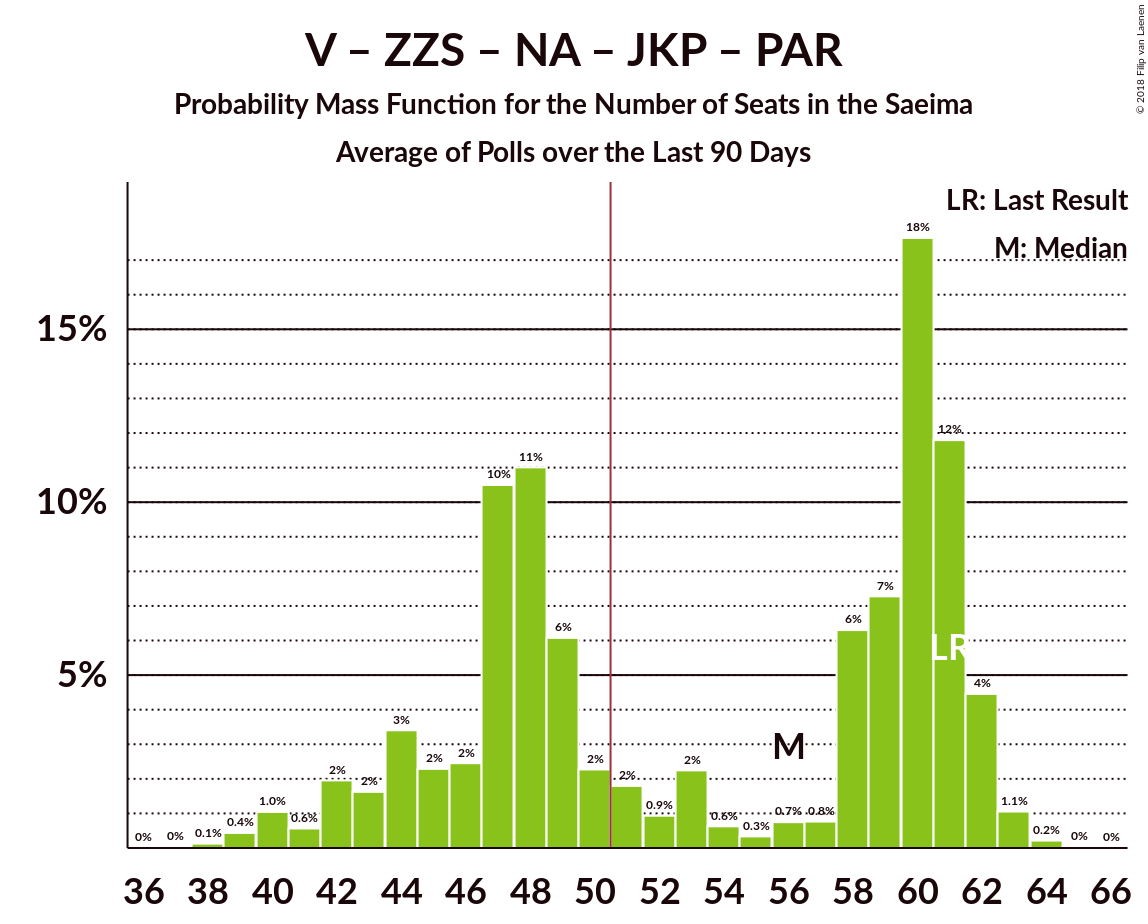 V – ZZS – NA – JKP – PAR
Probability Mass Function for the Number of Seats in the Saeima
Average of Polls over the Last 90 Days
© 2018 Filip van Laenen
LR: Last Result
M: Median
15%
10%
5%
0% 0% 0.1% 0.4% 1.0% 0.6% 2% 2% 3% 2% 2% 10% 11% 6% 2% 2% 0.9% 2% 0.6% 0.3% 0.7% 0.8% 6% 7% 18% 12% 4% 1.1% 0.2% 0% 0%
LR
M
36 38 40 42 44 46 48 50 52 54 56 58 60 62 64 66